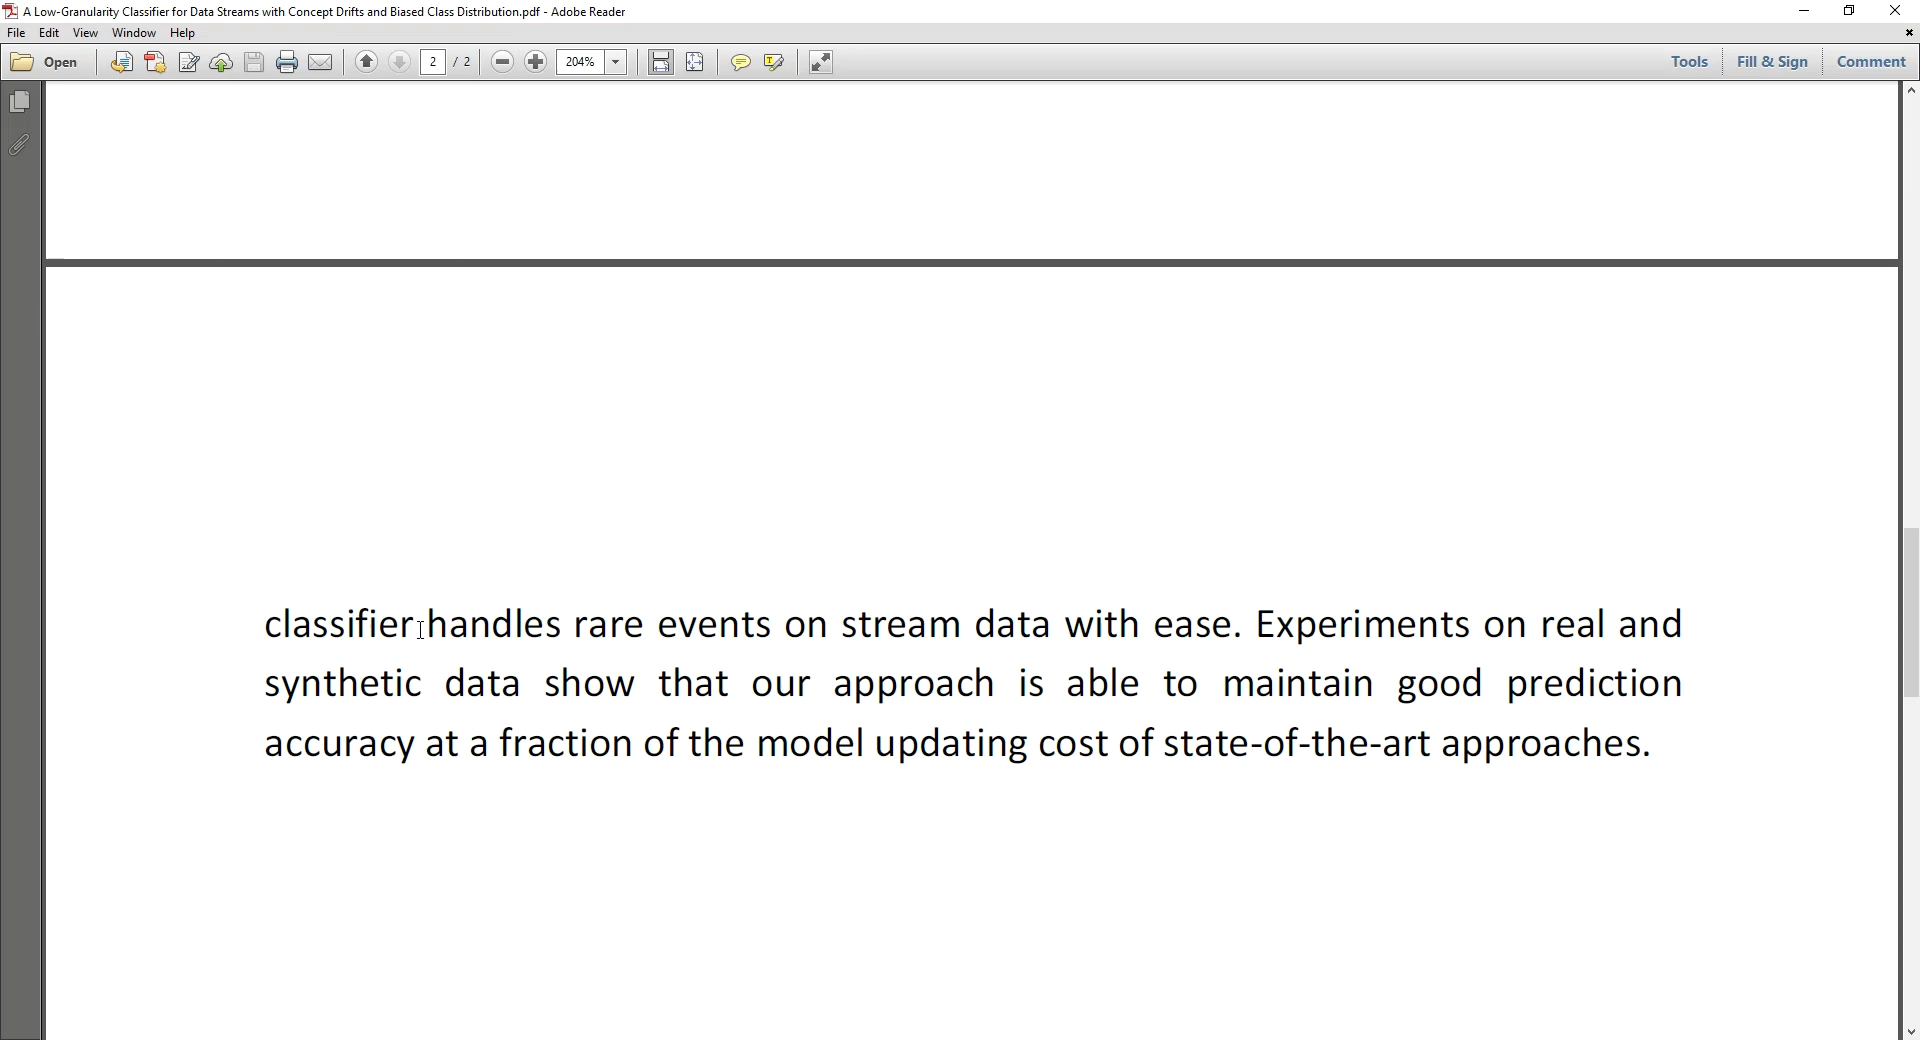 A Low-Granularity Classifier for Data Streams with Concept Drifts and Biased Class Distribution.pdf - Adobe Reader
File Edit View Window Help
Open 2 / 2 204% Tools Fill & Sign Comment
classifier handles rare events on stream data with ease. Experiments on real and
synthetic data show that our approach is able to maintain good prediction
accuracy at a fraction of the model updating cost of state-of-the-art approaches.